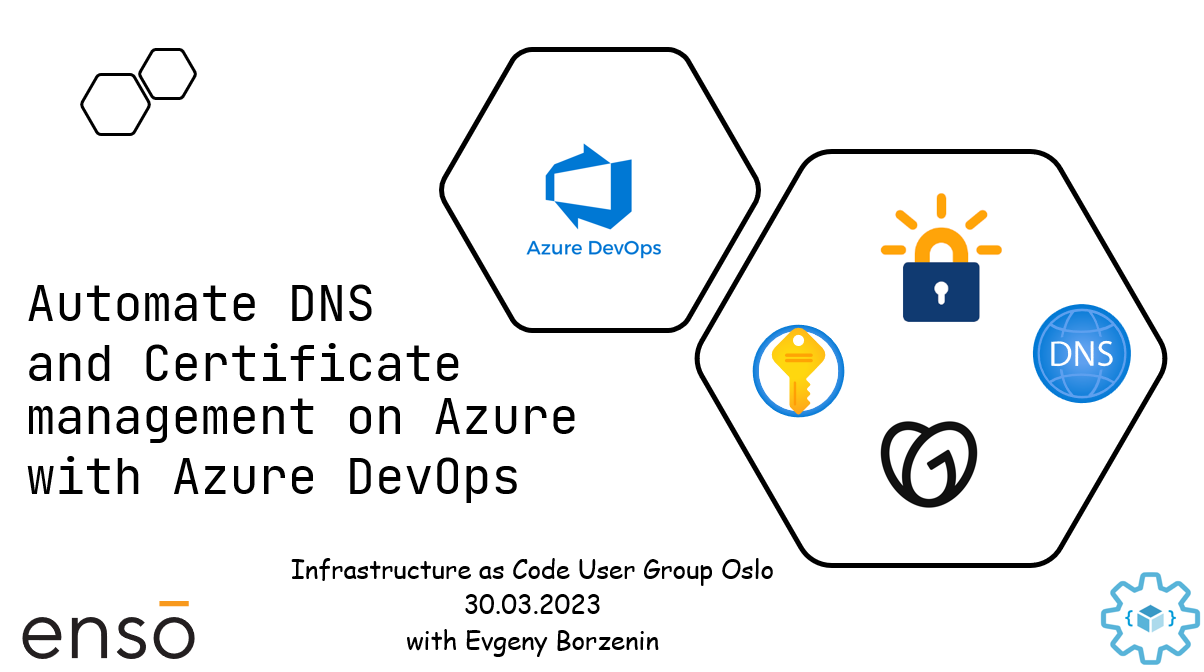 Azure DevOps
DNS
Automate DNS
and Certificate
management on Azure
with Azure DevOps
Infrastructure as Code User Group Oslo
30.03.2023
with Evgeny Borzenin
ensō
{ }